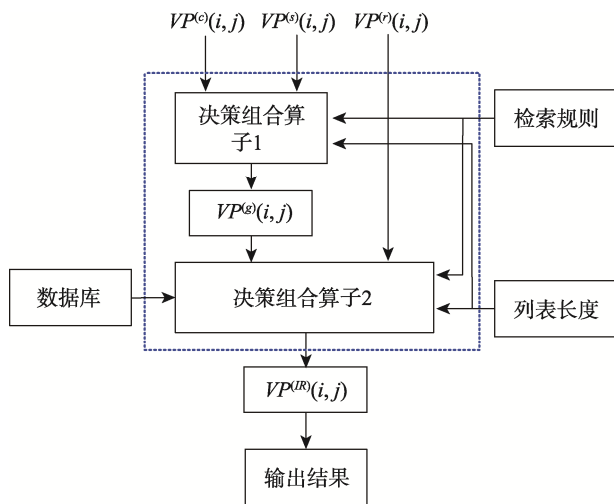 VP⁽ᶜ⁾(i, j) VP⁽ˢ⁾(i, j) VP⁽ʳ⁾(i, j)
决策组合算
子1
检索规则
VP⁽ᵍ⁾(i, j)
数据库
决策组合算子2
列表长度
VP⁽ᴵᴿ⁾(i, j)
输出结果